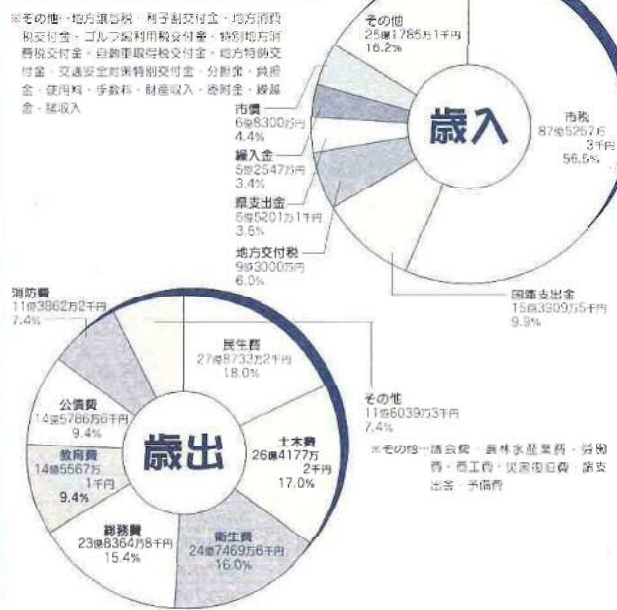 ※その他…地方譲与税・利子割交付金・地方消費
税交付金・ゴルフ場利用税交付金・特別地方消
費税交付金・自動車取得税交付金・地方特例交
付金・交通安全対策特別交付金・分担金・負担
金・使用料・手数料・財産収入・寄附金・繰越
金・諸収入
歳入
その他
25億1785万1千円
16.2%
市債
6億8300万円
4.4%
繰入金
5億2547万円
3.4%
県支出金
5億5201万1千円
3.6%
地方交付税
9億3000万円
6.0%
市税
87億5267万
3千円
56.5%
国庫支出金
15億3909万5千円
9.9%
歳出
消防費
11億3862万2千円
7.4%
民生費
27億8733万2千円
18.0%
公債費
14億5786万6千円
9.4%
教育費
14億5567万
1千円
9.4%
総務費
23億8364万8千円
15.4%
衛生費
24億7469万6千円
16.0%
土木費
26億4177万
2千円
17.0%
その他
11億6039万3千円
7.4%
※その他…議会費・農林水産業費・労働
費・商工費・災害復旧費・諸支
出金・予備費